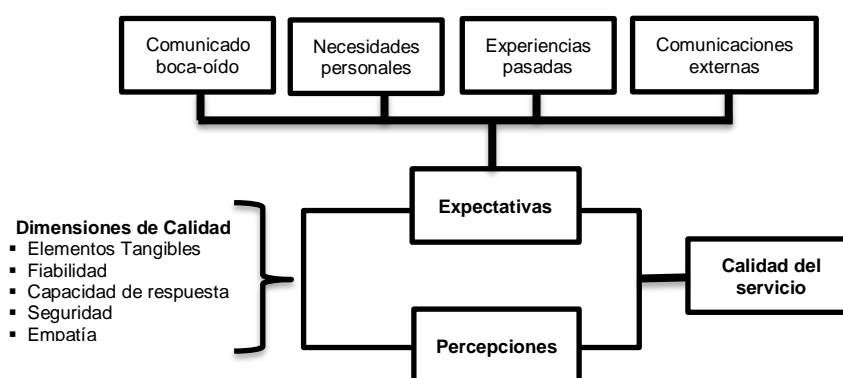 Comunicado
boca-oído
Necesidades
personales
Experiencias
pasadas
Comunicaciones
externas
Expectativas
Dimensiones de Calidad
▪ Elementos Tangibles
▪ Fiabilidad
▪ Capacidad de respuesta
▪ Seguridad
▪ Empatía
Calidad del
servicio
Percepciones